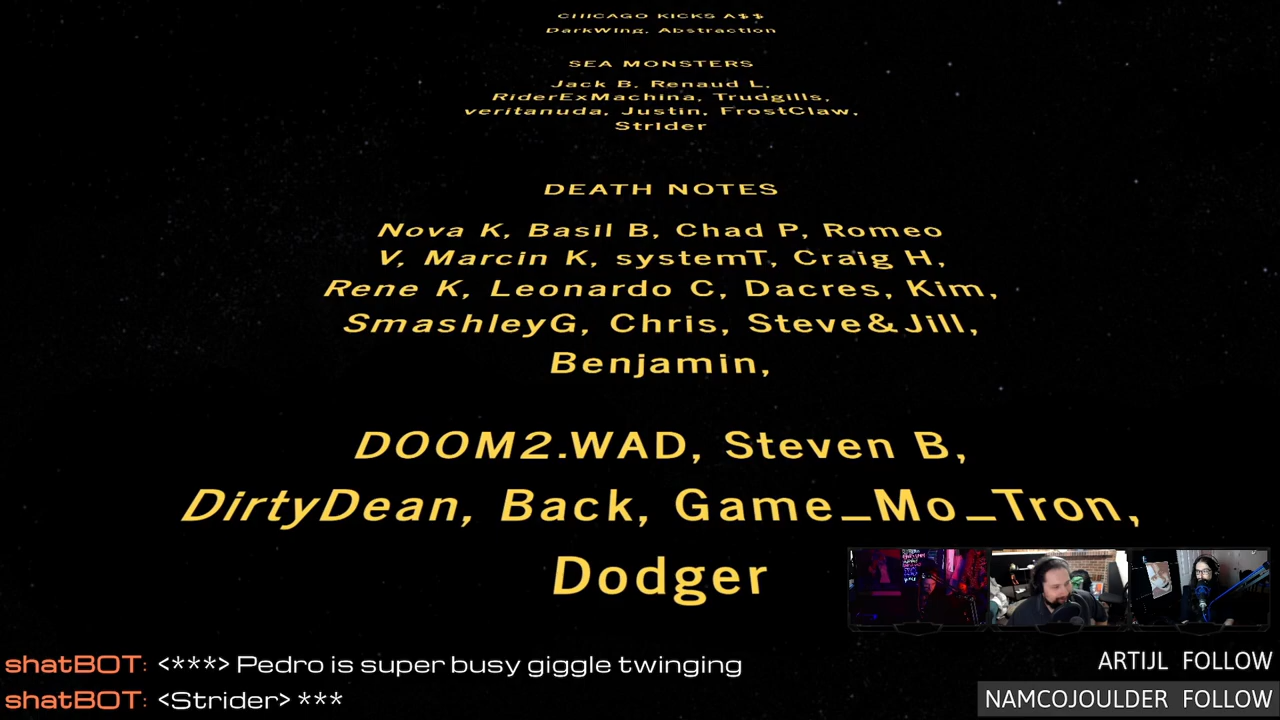 CHICAGO KICKS A$$
DarkWing, Abstraction
SEA MONSTERS
Jack B, Renaud L,
RiderExMachina, Trudgills,
veritanuda, Justin, FrostClaw,
Strider
DEATH NOTES
Nova K, Basil B, Chad P, Romeo
V, Marcin K, systemT, Craig H,
Rene K, Leonardo C, Dacres, Kim,
SmashleyG, Chris, Steve&Jill,
Benjamin,
DOOM2.WAD, Steven B,
DirtyDean, Back, Game_Mo_Tron,
Dodger
shatBOT: <***> Pedro is super busy giggle twinging
shatBOT: <Strider> ***
ARTIJL FOLLOW
NAMCOJOULDER FOLLOW